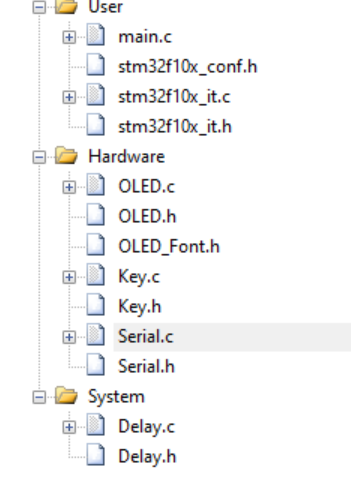 User
main.c
stm32f10x_conf.h
stm32f10x_it.c
stm32f10x_it.h
Hardware
OLED.c
OLED.h
OLED_Font.h
Key.c
Key.h
Serial.c
Serial.h
System
Delay.c
Delay.h